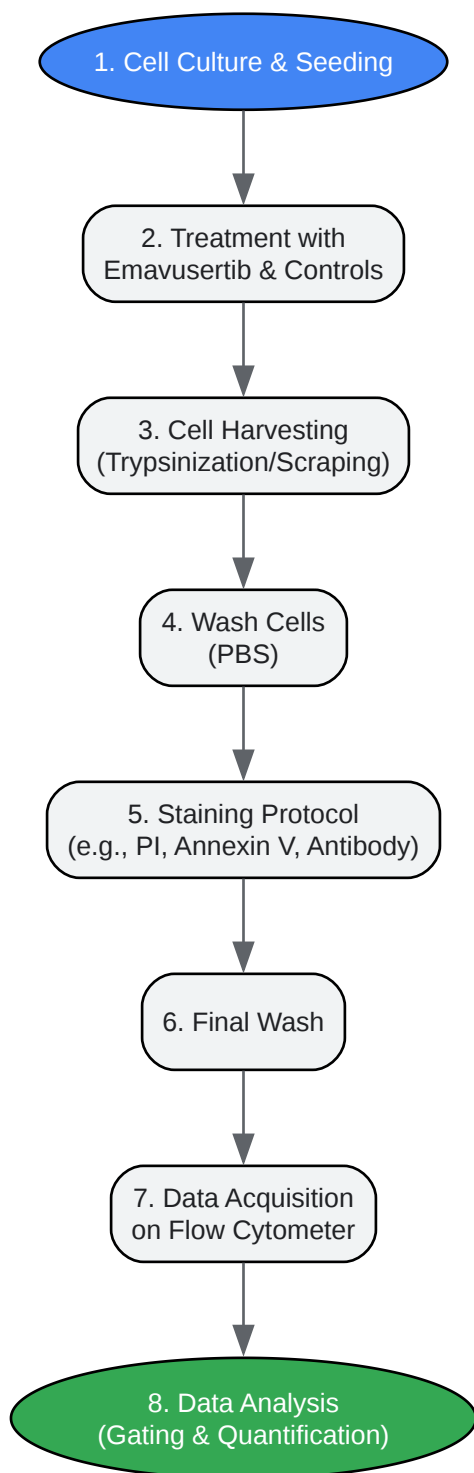 1. Cell Culture & Seeding
2. Treatment with
Emavusertib & Controls
3. Cell Harvesting
(Trypsinization/Scraping)
4. Wash Cells
(PBS)
5. Staining Protocol
(e.g., PI, Annexin V, Antibody)
6. Final Wash
7. Data Acquisition
on Flow Cytometer
8. Data Analysis
(Gating & Quantification)